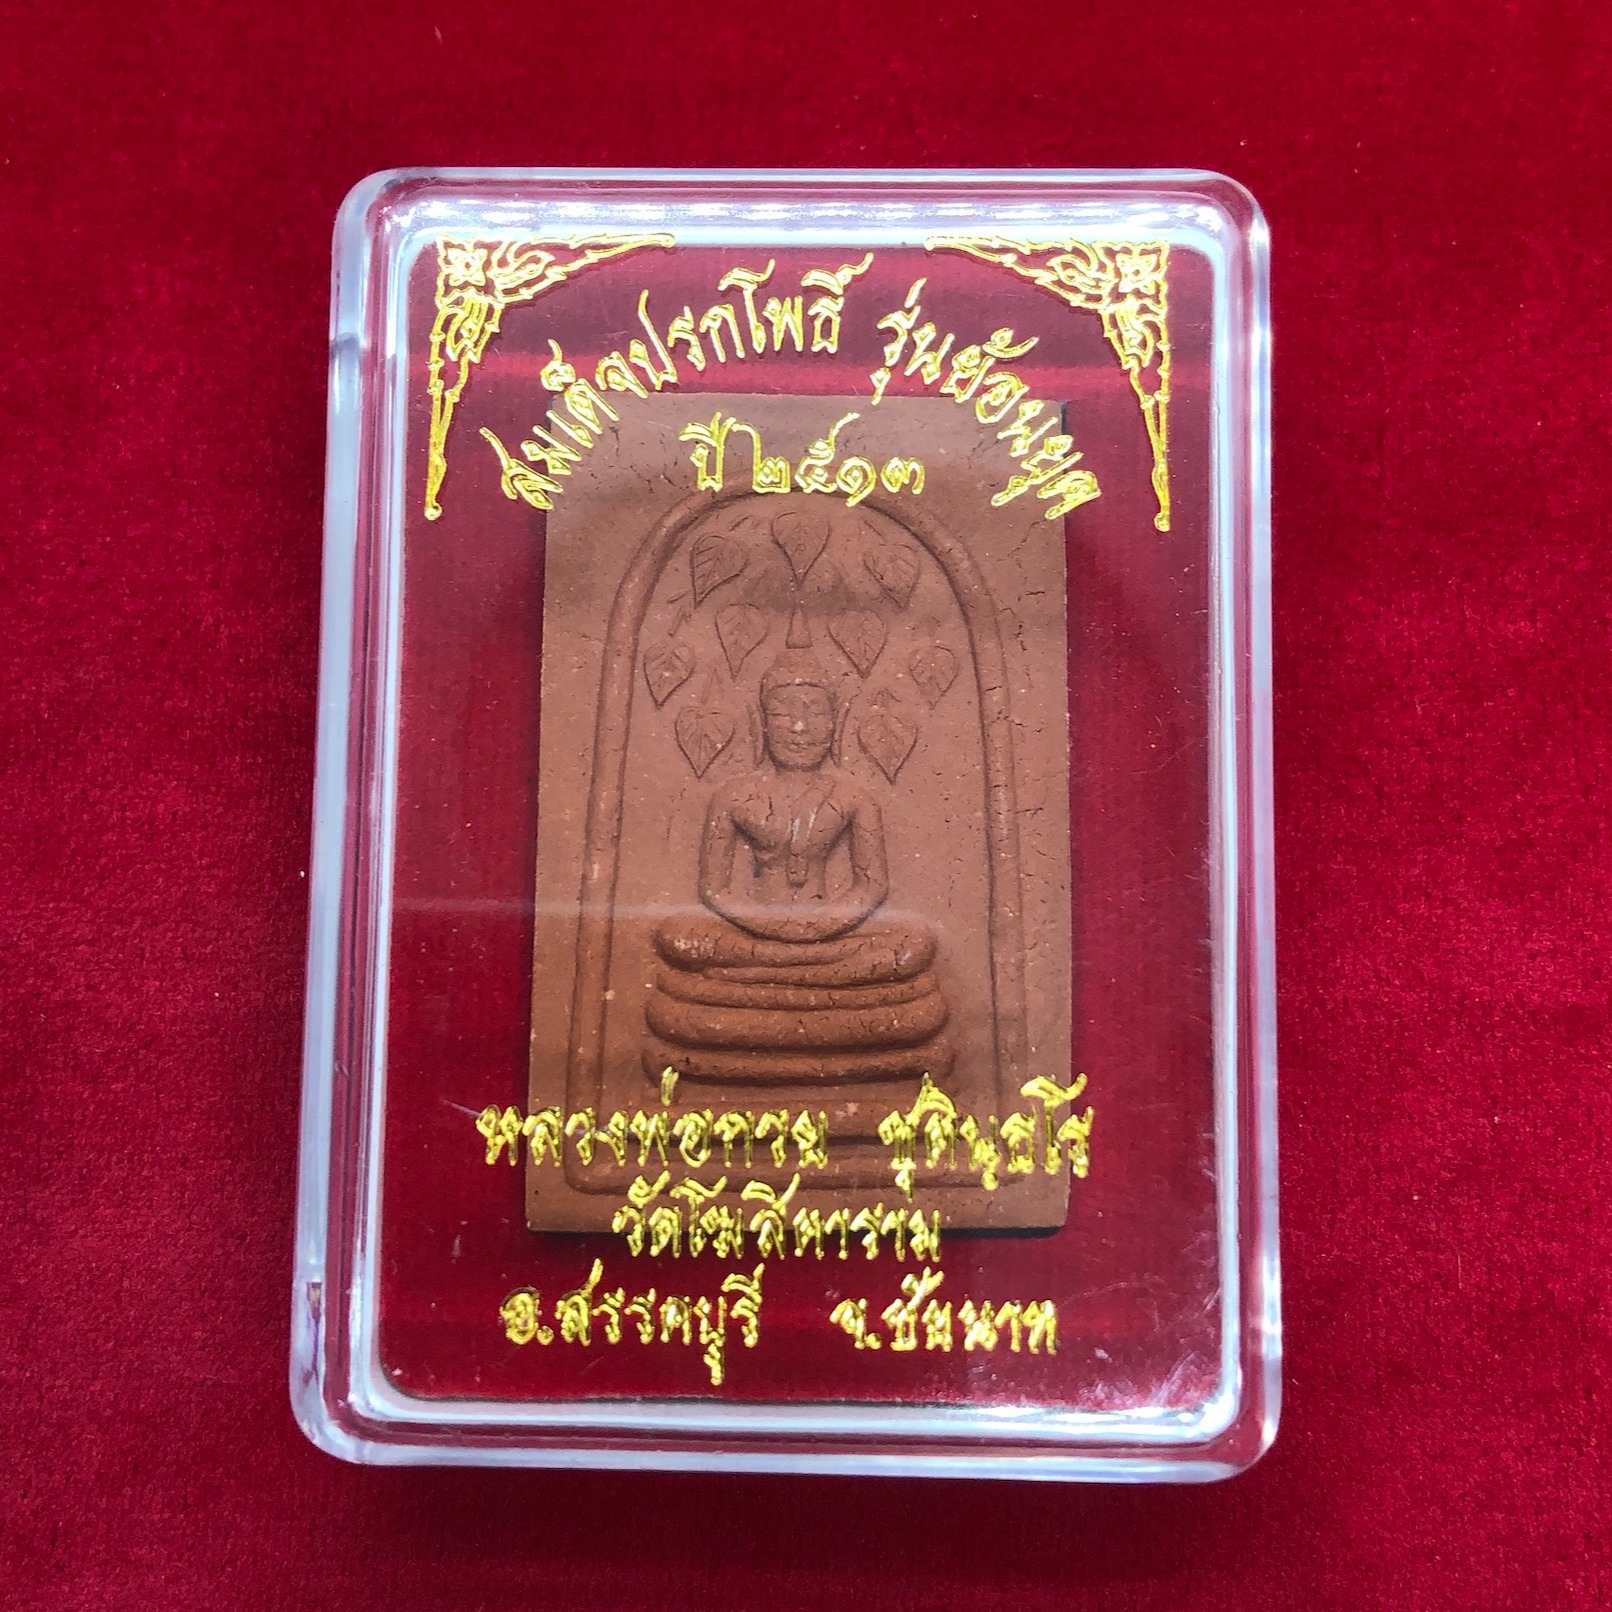 สมเด็จปรกโพธิ์ รุ่นย้อนยุค
ปี ๒๕๑๓
หลวงพ่อกวย ชุตินฺธโร
วัดโฆสิตาราม
อ.สรรคบุรี จ.ชัยนาท